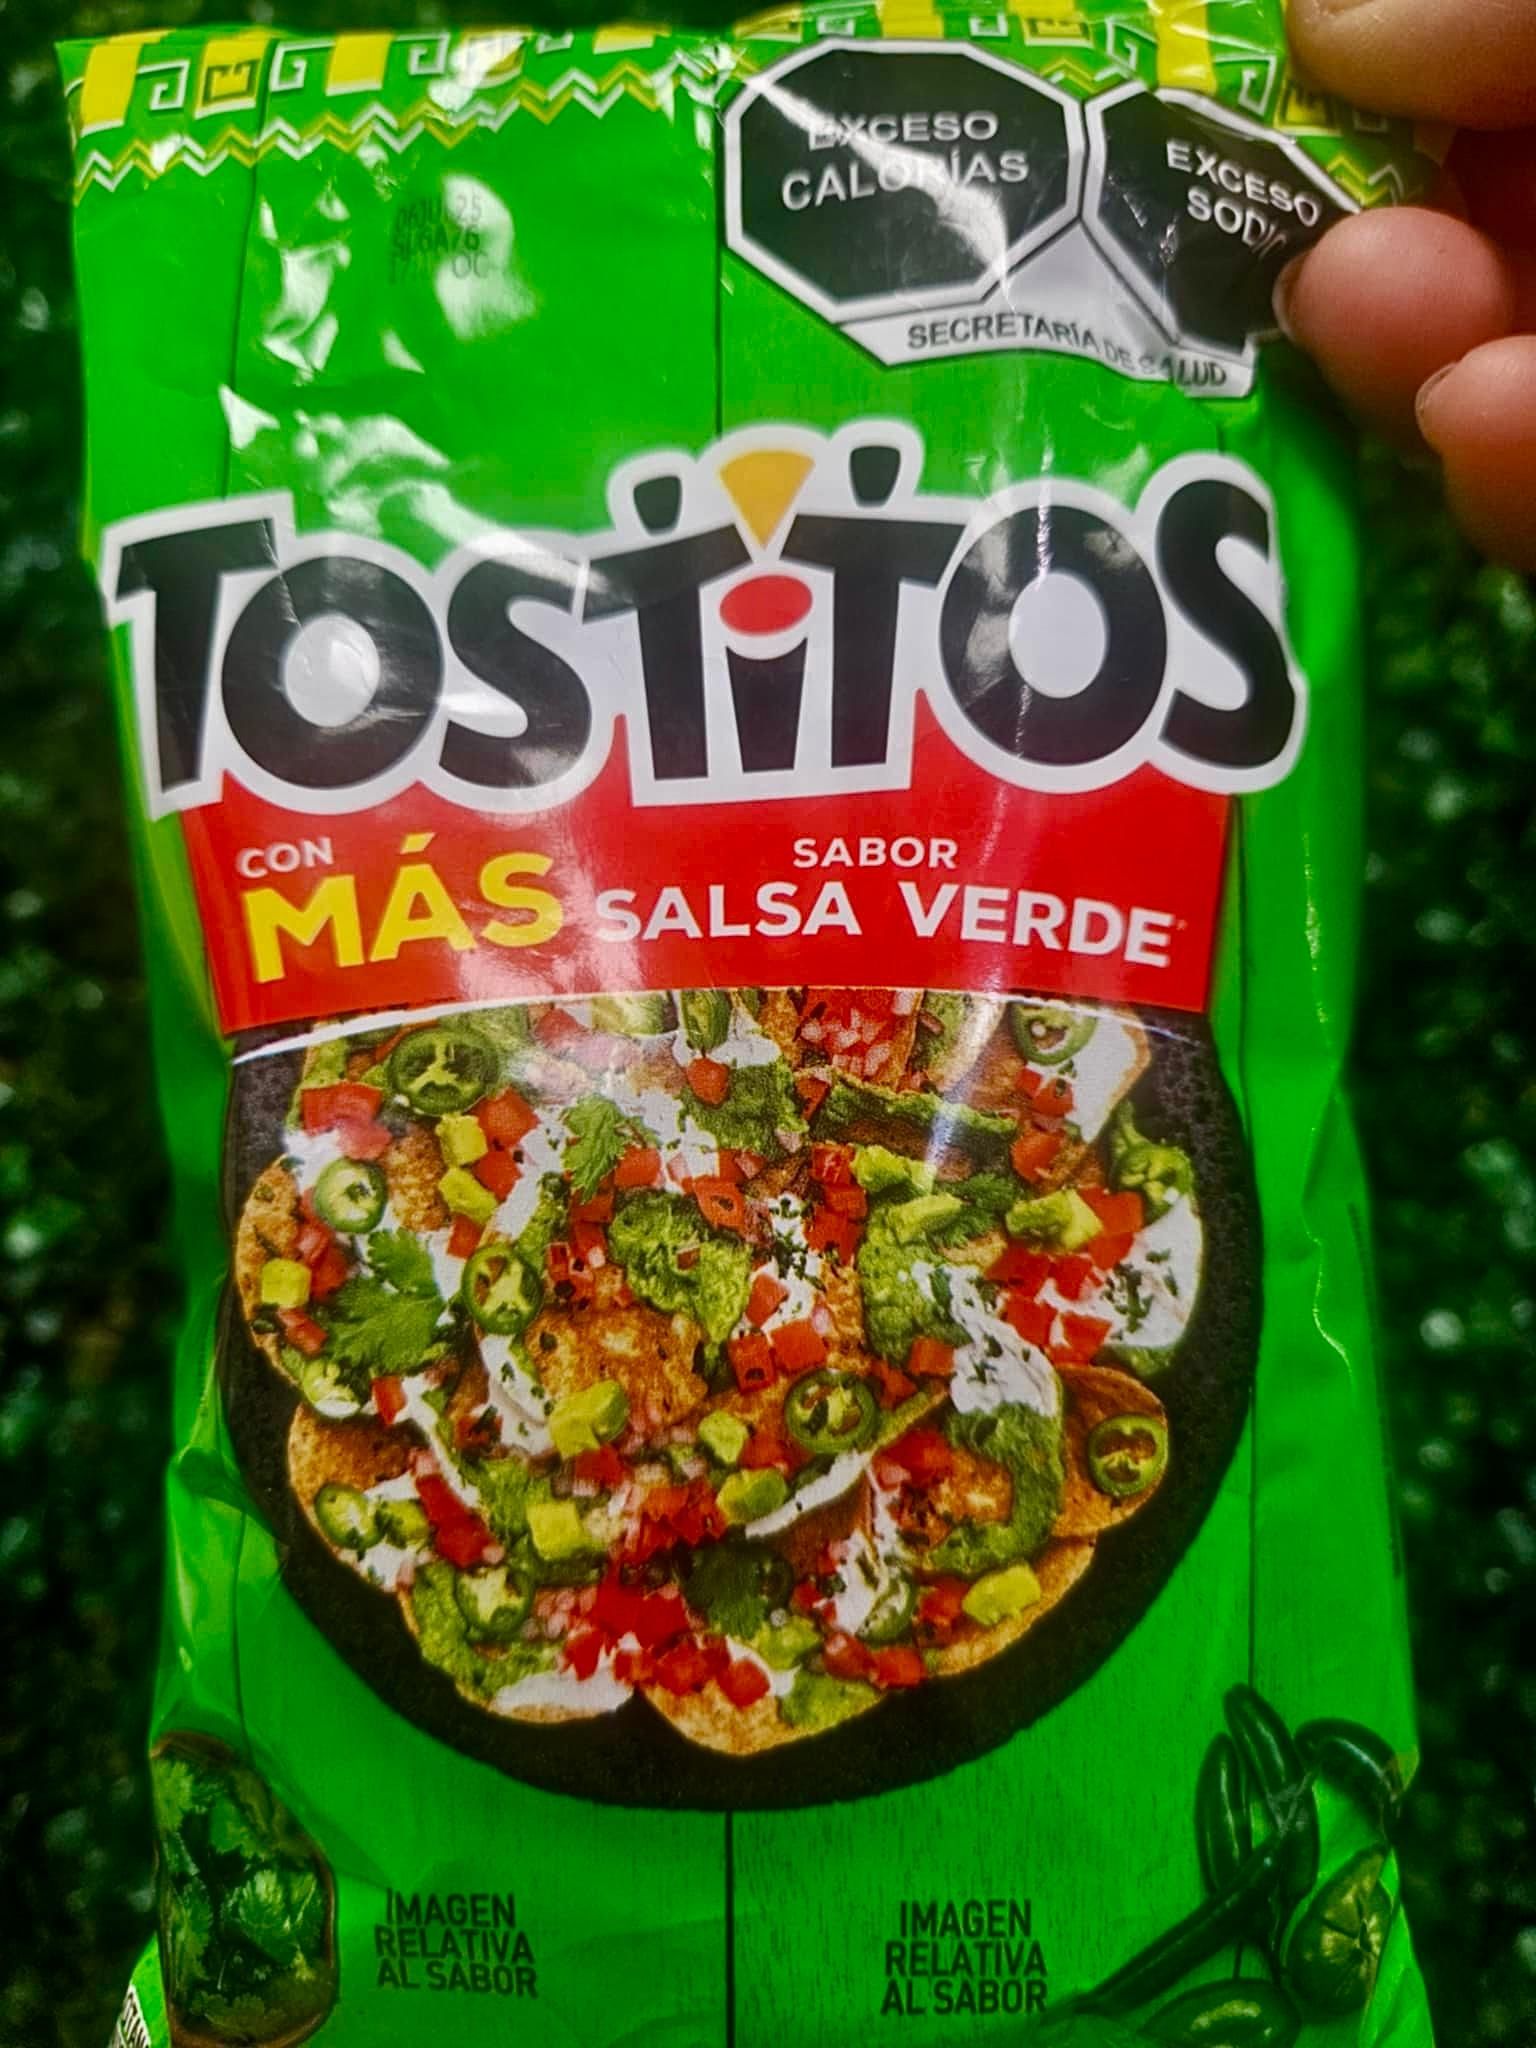 EXCESO
CALORÍAS
EXCESO
SODIO
SECRETARÍA DE SALUD
TOSTITOS
CON
MÁS
SABOR
SALSA VERDE
IMAGEN
RELATIVA
AL SABOR
IMAGEN
RELATIVA
AL SABOR